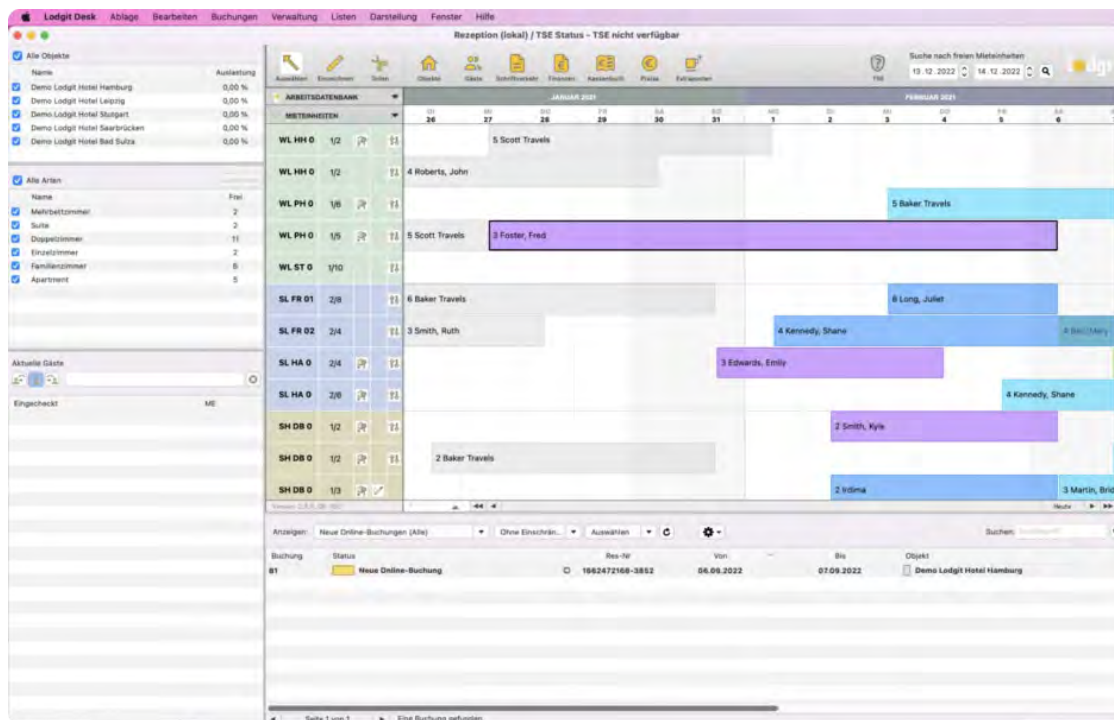 Lodgit Desk Ablage Bearbeiten Buchungen Verwaltung Listen Darstellung Fenster Hilfe
Rezeption (lokal) / TSE Status - TSE nicht verfügbar
Alle Objekte
Name Auslastung
Demo Lodgit Hotel Hamburg 0,00 %
Demo Lodgit Hotel Leipzig 0,00 %
Demo Lodgit Hotel Stuttgart 0,00 %
Demo Lodgit Hotel Saarbrücken 0,00 %
Demo Lodgit Hotel Bad Sulza 0,00 %
Alle Arten
Name Frei
Mehrbettzimmer 2
Suite 2
Doppelzimmer 11
Einzelzimmer 2
Familienzimmer 6
Apartment 5
Aktuelle Gäste
Eingecheckt ME
Auswählen Einzeichnen Teilen Objekte Gäste Schriftverkehr Finanzen Kassenbuch Preise Extraposten TSE
Suche nach freien Mieteinheiten
13.12.2022 14.12.2022
ARBEITSDATENBANK JANUAR 2021 FEBRUAR 2021
MIETEINHEITEN 26 27 28 29 30 31 1 2 3 4 5 6
WL HH 0 1/2 5 Scott Travels
WL HH 0 1/2 4 Roberts, John
WL PH 0 1/6 5 Baker Travels
WL PH 0 1/5 5 Scott Travels 3 Foster, Fred
WL ST 0 1/10
SL FR 01 2/8 6 Baker Travels 6 Long, Juliet
SL FR 02 2/4 3 Smith, Ruth 4 Kennedy, Shane
SL HA 0 2/4 3 Edwards, Emily
SL HA 0 2/6 4 Kennedy, Shane
SH DB 0 1/2 2 Smith, Kyle
SH DB 0 1/2 2 Baker Travels
SH DB 0 1/3 2 Irdima 3 Martin, Brid
Heute
Anzeigen: Neue Online-Buchungen (Alle) Ohne Einschrän... Auswählen Suchen:
Buchung Status Res-Nr Von Bis Objekt
81 Neue Online-Buchung 1662472168-3852 06.09.2022 07.09.2022 Demo Lodgit Hotel Hamburg
Seite 1 von 1 Eine Buchung gefunden